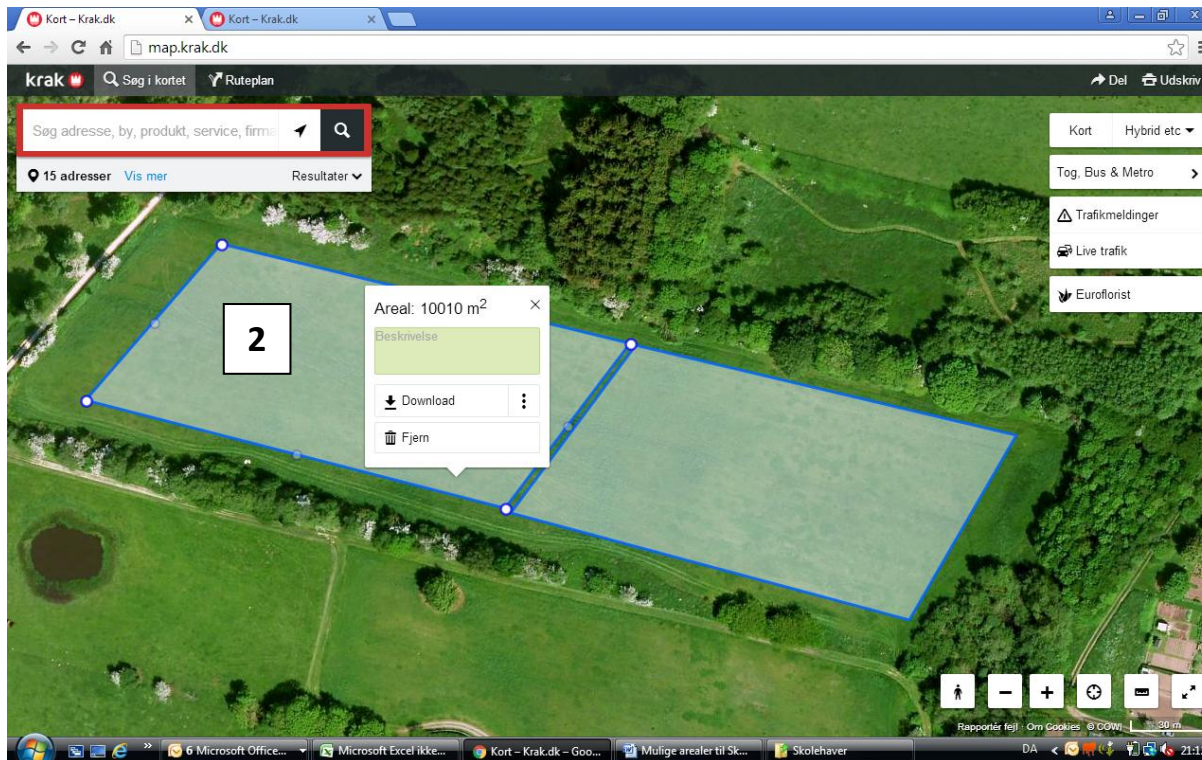 Kort – Krak.dk
Kort – Krak.dk
map.krak.dk
krak Søg i kortet Ruteplan
Del Udskriv
Søg adresse, by, produkt, service, firma
15 adresser Vis mer Resultater
Kort Hybrid etc
Tog, Bus & Metro
Trafikmeldinger
Live trafik
Euroflorist
2
Areal: 10010 m²
Beskrivelse
Download
Fjern
Rapportér fejl Om Cookies © COWI 30 m
6 Microsoft Office... Microsoft Excel ikke... Kort – Krak.dk – Goo... Mulige arealer til Sk... Skolehaver DA